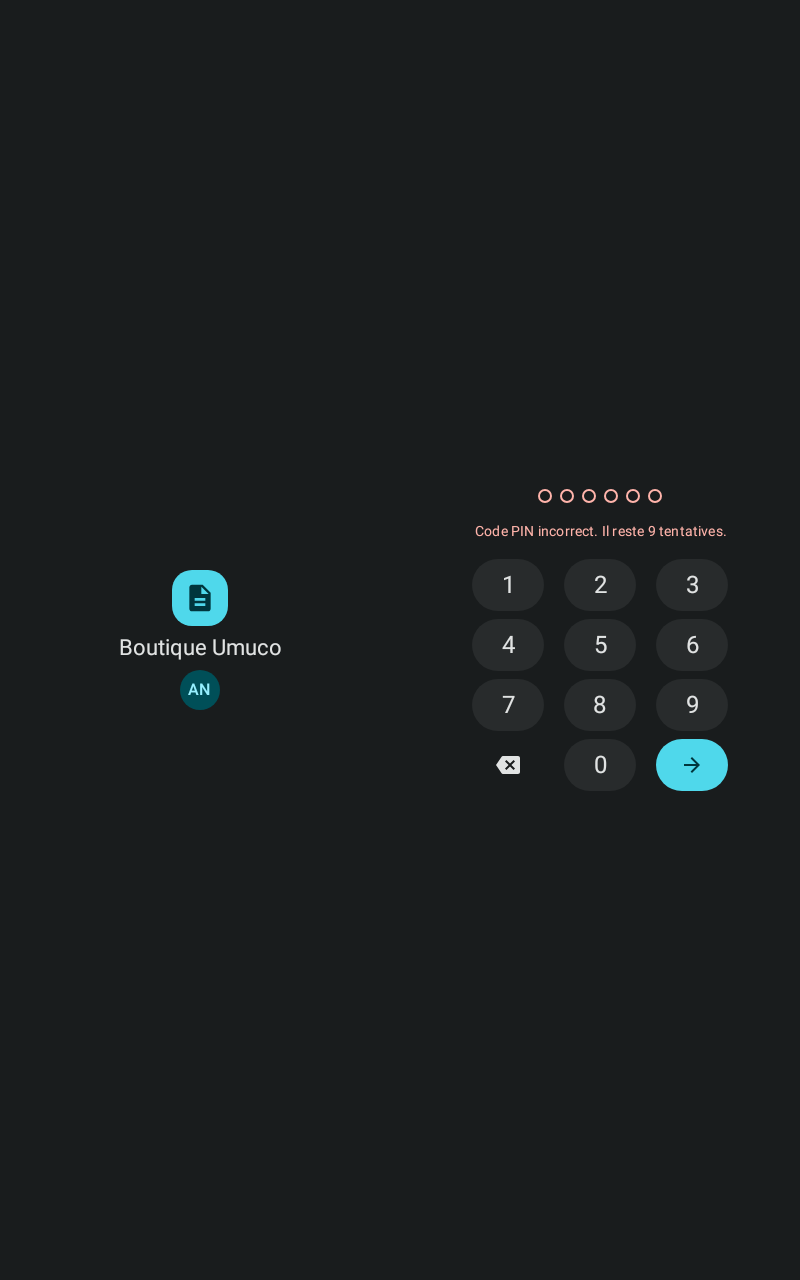 Boutique Umuco
AN
Code PIN incorrect. Il reste 9 tentatives.
1 2 3
4 5 6
7 8 9
0